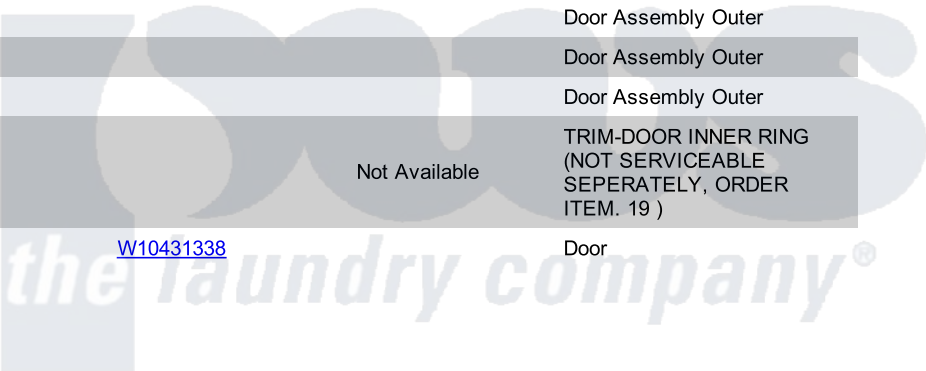 Door Assembly Outer
Door Assembly Outer
Door Assembly Outer
Not Available
TRIM-DOOR INNER RING
(NOT SERVICEABLE
SEPERATELY, ORDER
ITEM. 19 )
W10431338 Door
the laundry company®